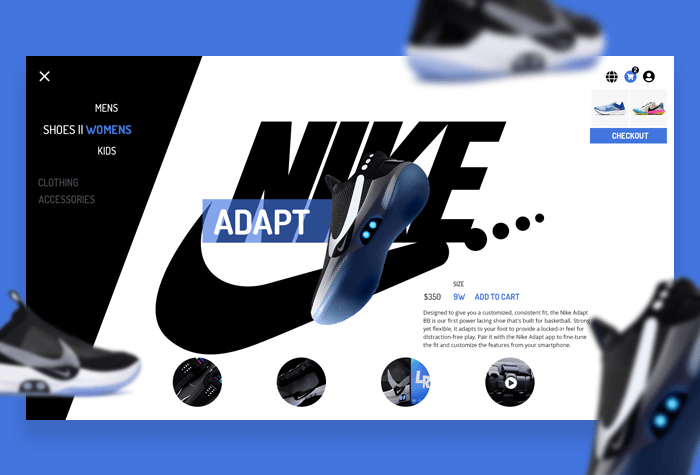 MENS
SHOES || WOMENS
KIDS
CLOTHING
ACCESSORIES
2
CHECKOUT
NIKE
ADAPT
SIZE
$350 9W ADD TO CART
Designed to give you a customized, consistent fit, the Nike Adapt
BB is our first power lacing shoe that's built for basketball. Strong
yet flexible, it adapts to your foot to provide a locked-in feel for
distraction-free play. Pair it with the Nike Adapt app to fine-tune
the fit and customize the features from your smartphone.
LR